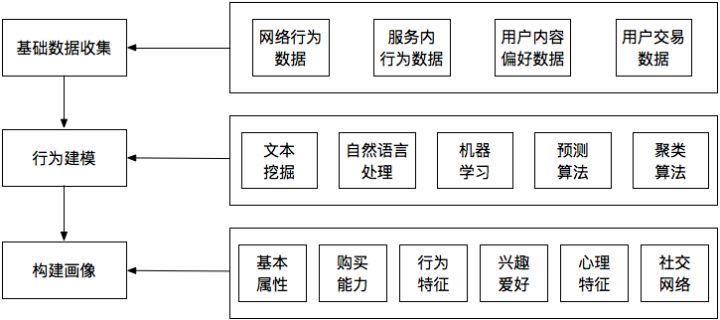 基础数据收集
网络行为
数据
服务内
行为数据
用户内容
偏好数据
用户交易
数据
行为建模
文本
挖掘
自然语言
处理
机器
学习
预测
算法
聚类
算法
构建画像
基本
属性
购买
能力
行为
特征
兴趣
爱好
心理
特征
社交
网络